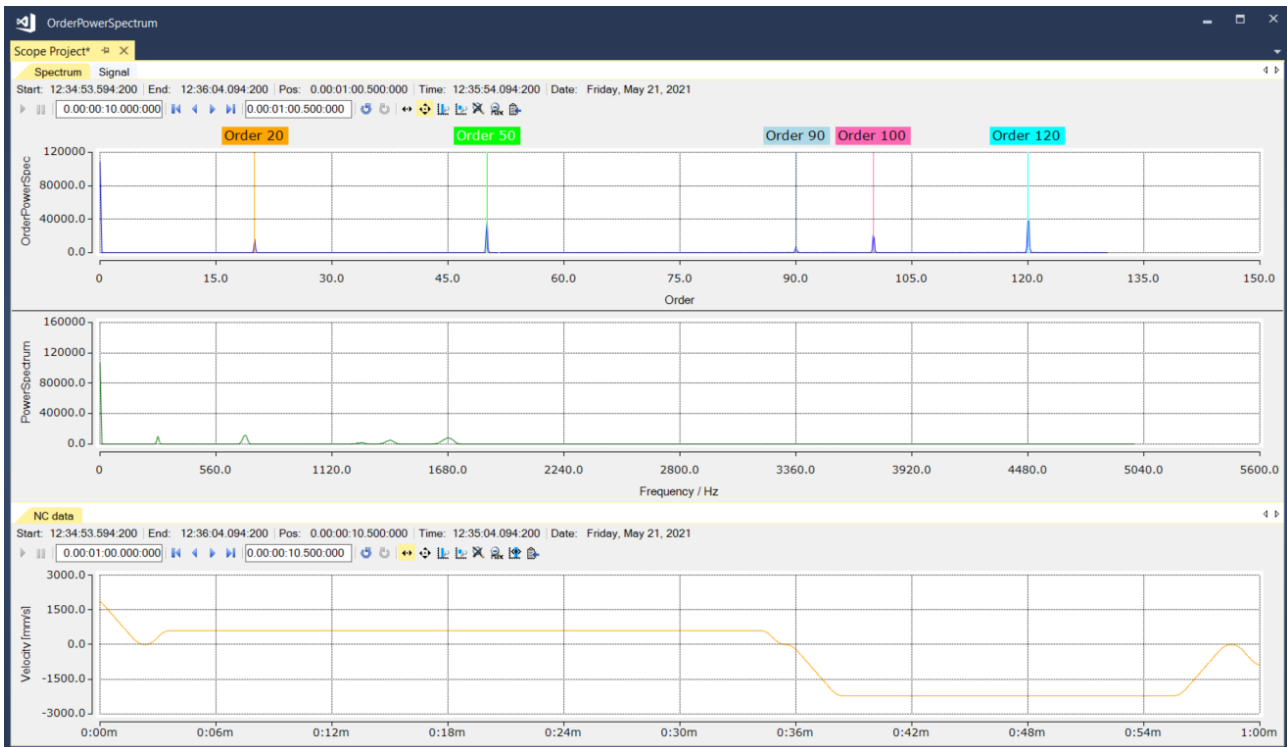 OrderPowerSpectrum
Scope Project*
Spectrum Signal
Start: 12:34:53.594:200 End: 12:36:04.094:200 Pos: 0.00:01:00.500:000 Time: 12:35:54.094:200 Date: Friday, May 21, 2021
0.00:00:10.000:000 0.00:01:00.500:000
Order 20 Order 50 Order 90 Order 100 Order 120
OrderPowerSpec
120000
80000.0
40000.0
0.0
0 15.0 30.0 45.0 60.0 75.0 90.0 105.0 120.0 135.0 150.0
Order
PowerSpectrum
160000
120000
80000.0
40000.0
0.0
0 560.0 1120.0 1680.0 2240.0 2800.0 3360.0 3920.0 4480.0 5040.0 5600.0
Frequency / Hz
NC data
Start: 12:34:53.594:200 End: 12:36:04.094:200 Pos: 0.00:00:10.500:000 Time: 12:35:04.094:200 Date: Friday, May 21, 2021
0.00:01:00.000:000 0.00:00:10.500:000
Velocity [mm/s]
3000.0
1500.0
0.0
-1500.0
-3000.0
0:00m 0:06m 0:12m 0:18m 0:24m 0:30m 0:36m 0:42m 0:48m 0:54m 1:00m